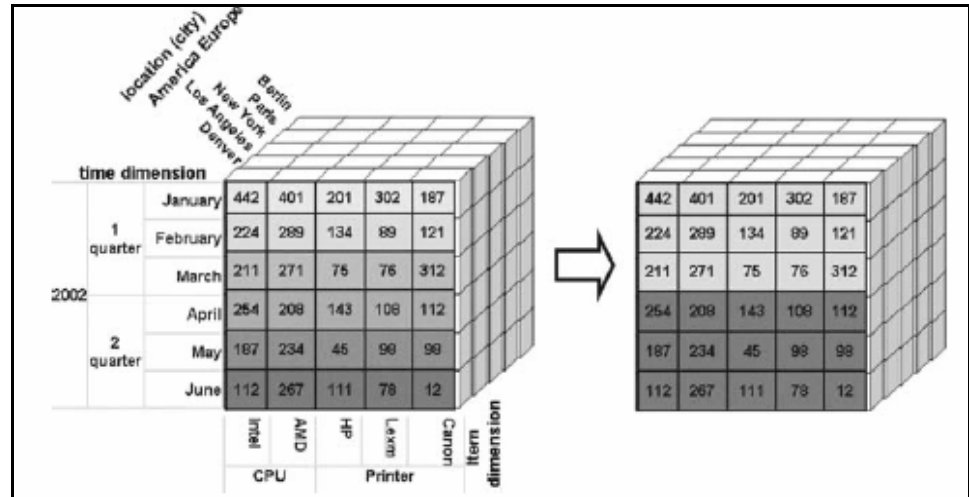 location (city)
America Europe
Berlin
Paris
New York
Los Angeles
Denver
time dimension
January 442 401 201 302 187
February 224 289 134 89 121
March 211 271 75 76 312
April 254 208 143 108 112
May 187 234 45 98 98
June 112 267 111 78 12
1
quarter
2002
2
quarter
Intel AMD HP Lexm Canon
CPU Printer
Item
dimension
442 401 201 302 187
224 289 134 89 121
211 271 75 76 312
254 208 143 108 112
187 234 45 98 98
112 267 111 78 12